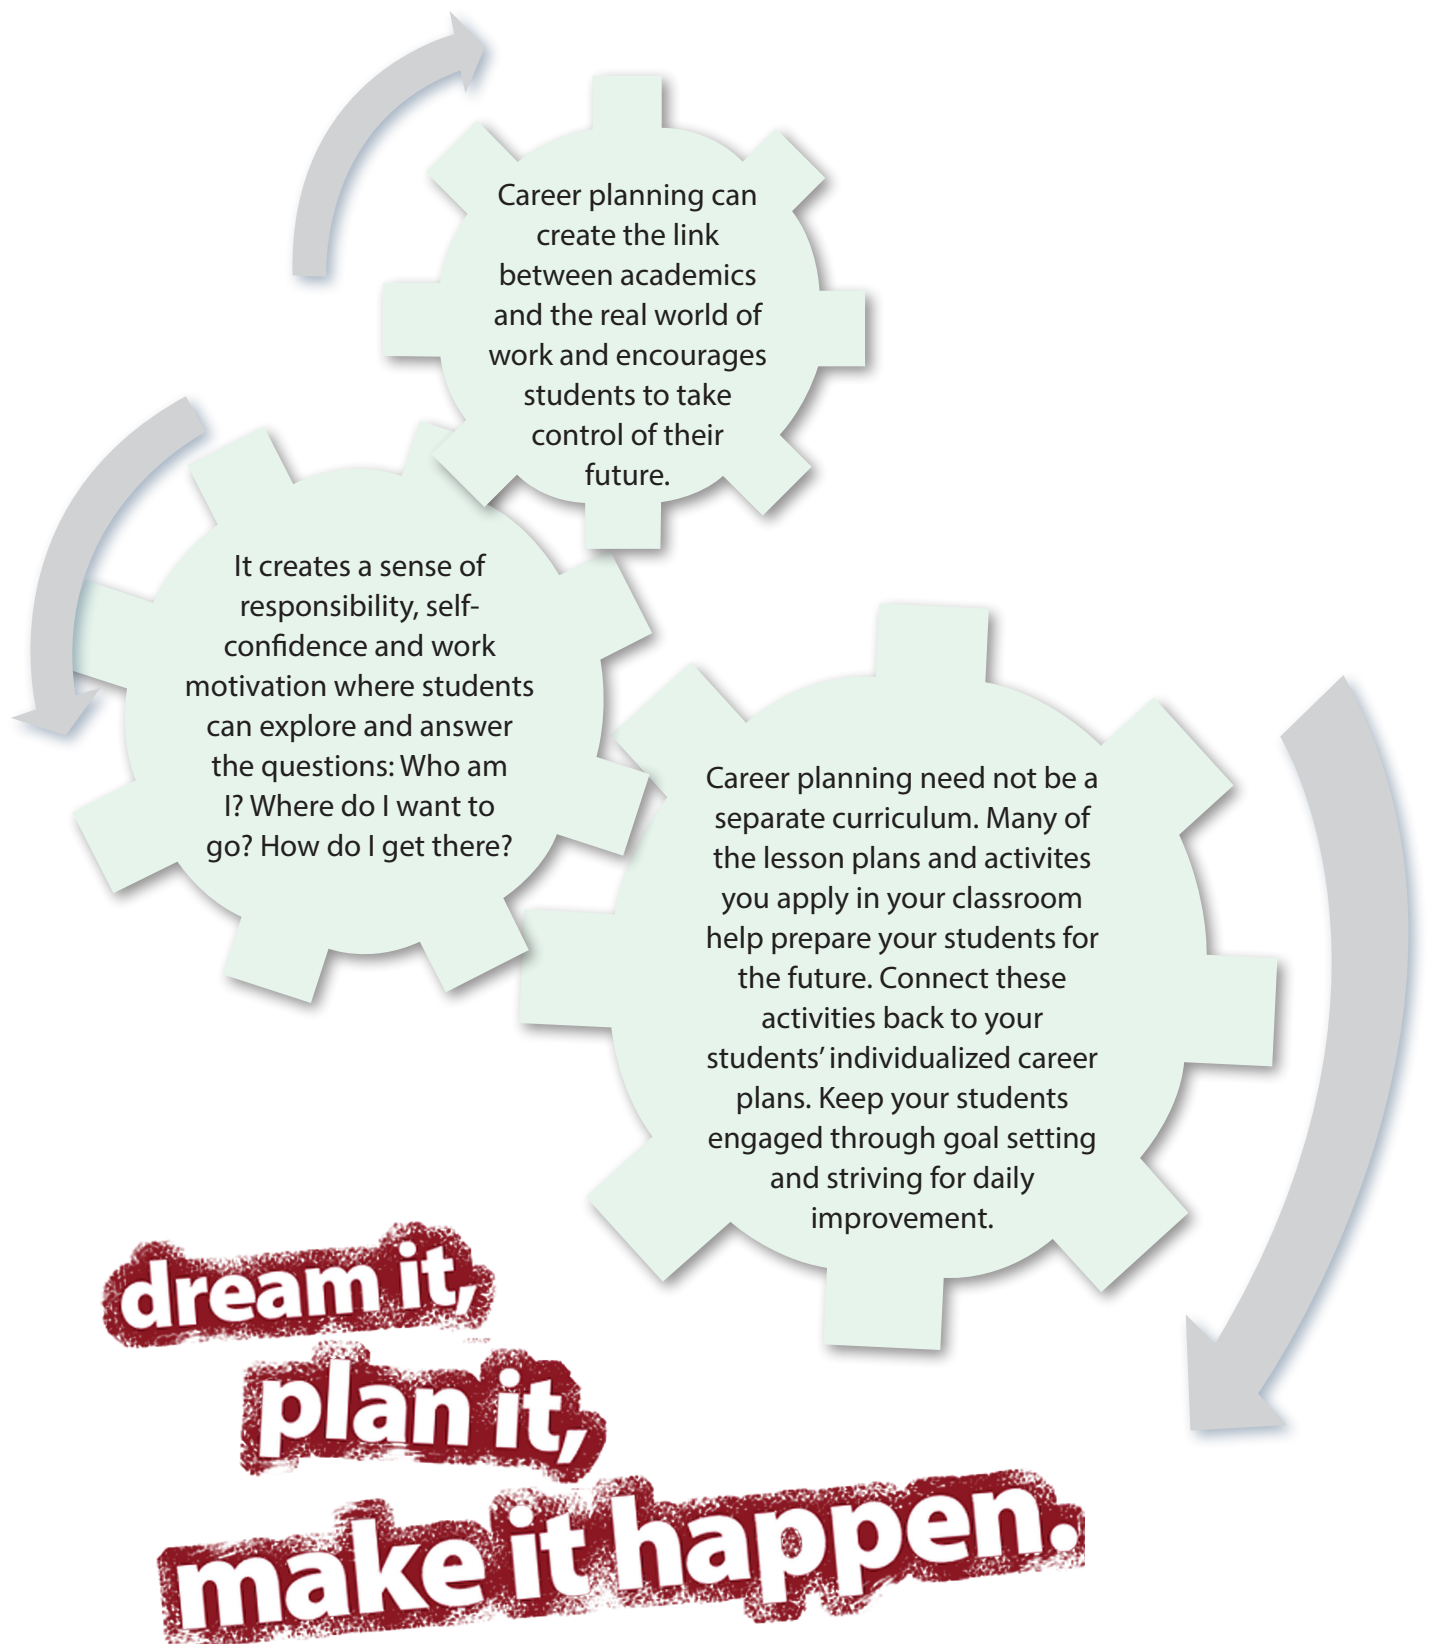 Career planning can
create the link
between academics
and the real world of
work and encourages
students to take
control of their
future.
It creates a sense of
responsibility, self-
confidence and work
motivation where students
can explore and answer
the questions: Who am
I? Where do I want to
go? How do I get there?
Career planning need not be a
separate curriculum. Many of
the lesson plans and activites
you apply in your classroom
help prepare your students for
the future. Connect these
activities back to your
students’ individualized career
plans. Keep your students
engaged through goal setting
and striving for daily
improvement.
dream it,
plan it,
make it happen.